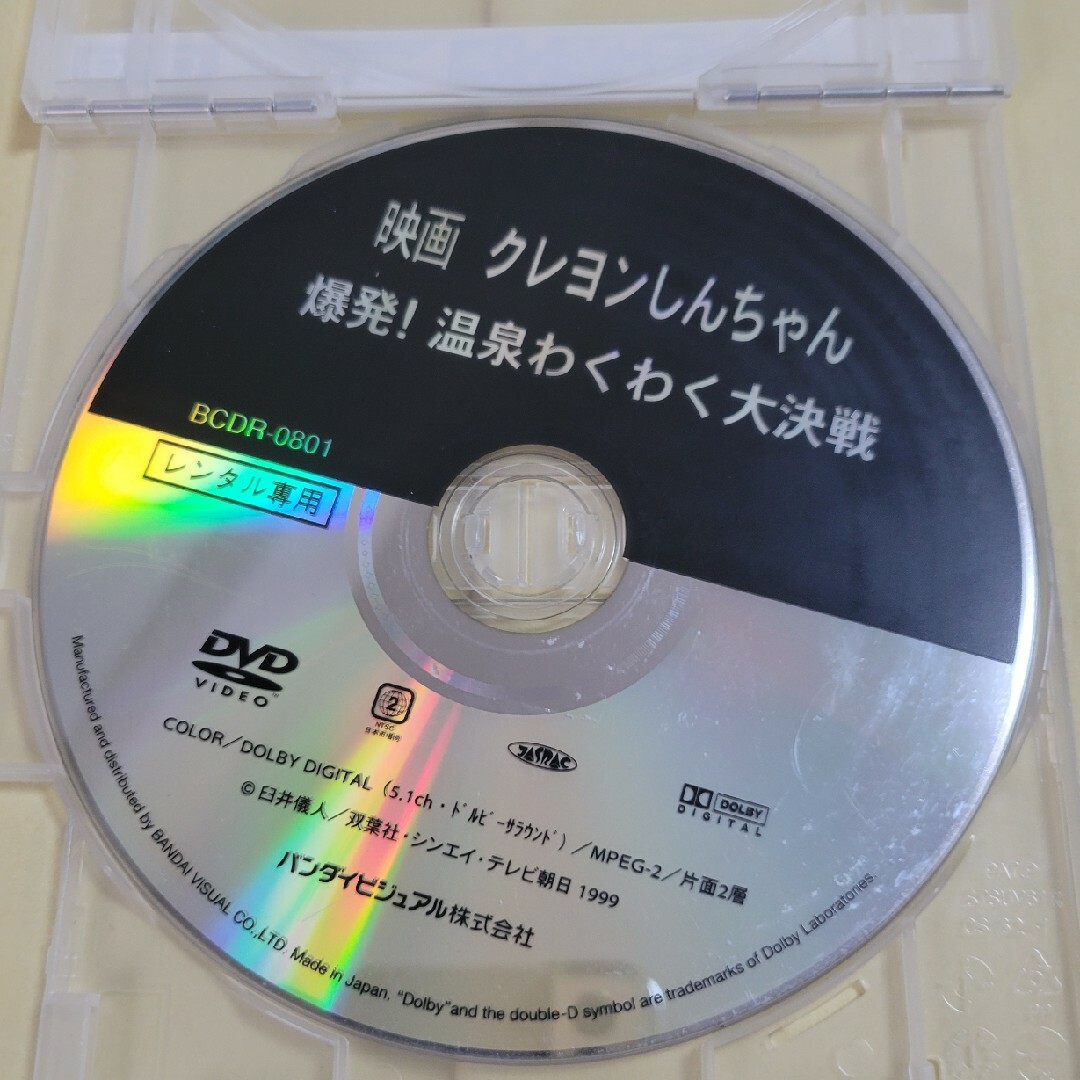 映画 クレヨンしんちゃん
爆発！温泉わくわく大決戦
BCDR-0801
レンタル専用
DVD
VIDEO
2
NTSC
日本市場向
JASRAC
DOLBY
DIGITAL
COLOR／DOLBY DIGITAL（5.1ch・ﾄﾞﾙﾋﾞｰｻﾗｳﾝﾄﾞ）／MPEG-2／片面2層
©臼井儀人／双葉社・シンエイ・テレビ朝日 1999
バンダイビジュアル株式会社
Manufactured and distributed by BANDAI VISUAL CO.,LTD. Made in Japan. "Dolby"and the double-D symbol are trademarks of Dolby Laboratories.